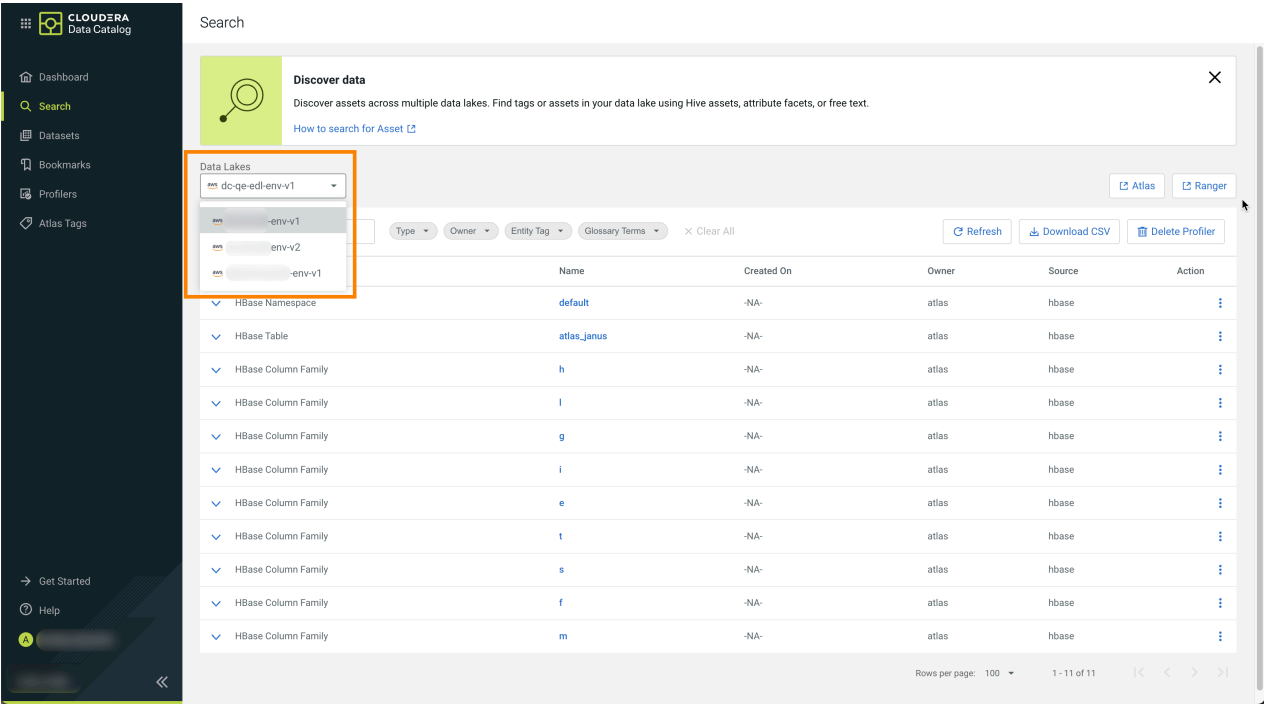 CLOUDERA
Data Catalog
Search
Dashboard
Search
Datasets
Bookmarks
Profilers
Atlas Tags
Get Started
Help
A
Discover data
Discover assets across multiple data lakes. Find tags or assets in your data lake using Hive assets, attribute facets, or free text.
How to search for Asset
Data Lakes
aws dc-qe-edl-env-v1
Atlas Ranger
aws -env-v1
aws env-v2
aws -env-v1
Type Owner Entity Tag Glossary Terms Clear All Refresh Download CSV Delete Profiler
Name Created On Owner Source Action
HBase Namespace default -NA- atlas hbase
HBase Table atlas_janus -NA- atlas hbase
HBase Column Family h -NA- atlas hbase
HBase Column Family l -NA- atlas hbase
HBase Column Family g -NA- atlas hbase
HBase Column Family i -NA- atlas hbase
HBase Column Family e -NA- atlas hbase
HBase Column Family t -NA- atlas hbase
HBase Column Family s -NA- atlas hbase
HBase Column Family f -NA- atlas hbase
HBase Column Family m -NA- atlas hbase
Rows per page: 100 1 - 11 of 11